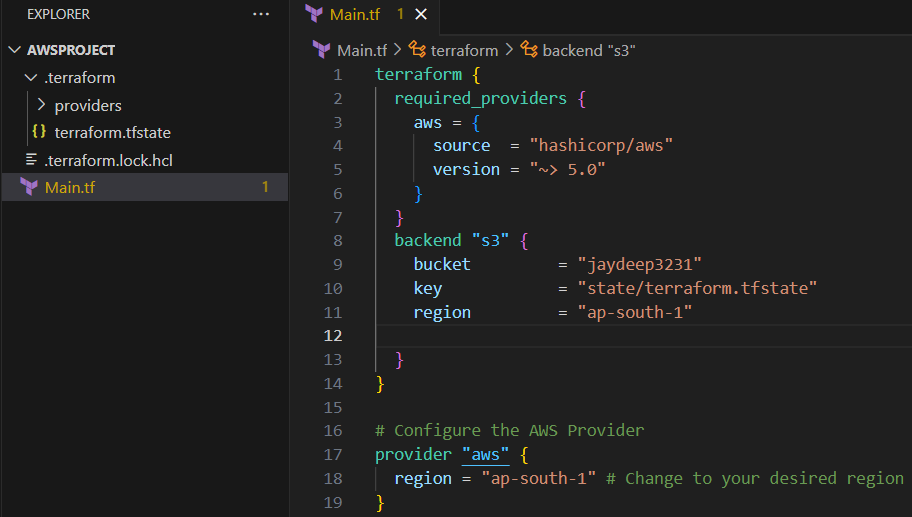 EXPLORER ...
AWSPROJECT
.terraform
providers
{} terraform.tfstate
.terraform.lock.hcl
Main.tf 1
Main.tf 1
Main.tf > terraform > backend "s3"
1 terraform {
2   required_providers {
3     aws = {
4       source  = "hashicorp/aws"
5       version = "~> 5.0"
6     }
7   }
8   backend "s3" {
9     bucket         = "jaydeep3231"
10     key            = "state/terraform.tfstate"
11     region         = "ap-south-1"
12
13   }
14 }
15
16 # Configure the AWS Provider
17 provider "aws" {
18   region = "ap-south-1" # Change to your desired region
19 }